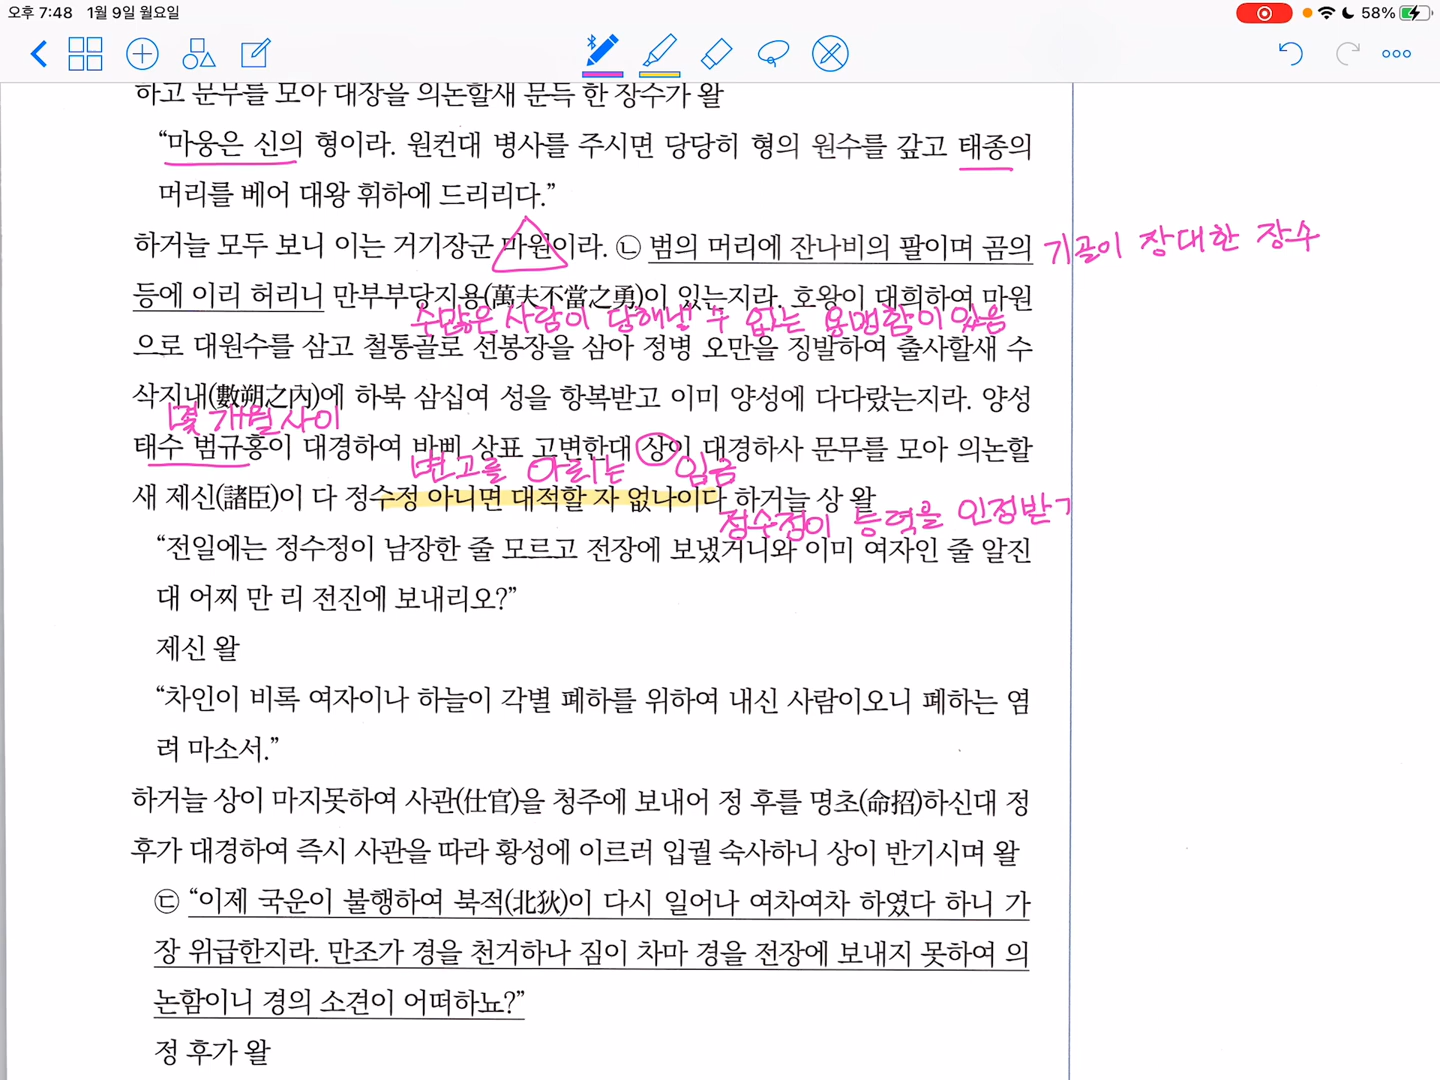 오후 7:48 1월 9일 월요일
58%
하고 문무를 모아 대장을 의논할새 문득 한 장수가 왈
“마웅은 신의 형이라. 원컨대 병사를 주시면 당당히 형의 원수를 갚고 태종의
머리를 베어 대왕 휘하에 드리리다.”
하거늘 모두 보니 이는 거기장군 마원이라. ㉡ 범의 머리에 잔나비의 팔이며 곰의
기골이 장대한 장수
등에 이리 허리니 만부부당지용(萬夫不當之勇)이 있는지라. 호왕이 대희하여 마원
수많은 사람이 당해낼 수 없는 용맹함이 있음
으로 대원수를 삼고 철통골로 선봉장을 삼아 정병 오만을 징발하여 출사할새 수
삭지내(數朔之內)에 하북 삼십여 성을 항복받고 이미 양성에 다다랐는지라. 양성
몇 개월 사이
태수 범규홍이 대경하여 바삐 상표 고변한대 상이 대경하사 문무를 모아 의논할
변고를 아뢰는 임금
새 제신(諸臣)이 다 정수정 아니면 대적할 자 없나이다 하거늘 상 왈
정수정이 능력을 인정받기
“전일에는 정수정이 남장한 줄 모르고 전장에 보냈거니와 이미 여자인 줄 알진
대 어찌 만 리 전진에 보내리오?”
제신 왈
“차인이 비록 여자이나 하늘이 각별 폐하를 위하여 내신 사람이오니 폐하는 염
려 마소서.”
하거늘 상이 마지못하여 사관(仕官)을 청주에 보내어 정 후를 명초(命招)하신대 정
후가 대경하여 즉시 사관을 따라 황성에 이르러 입궐 숙사하니 상이 반기시며 왈
㉢ “이제 국운이 불행하여 북적(北狄)이 다시 일어나 여차여차 하였다 하니 가
장 위급한지라. 만조가 경을 천거하나 짐이 차마 경을 전장에 보내지 못하여 의
논함이니 경의 소견이 어떠하뇨?”
정 후가 왈